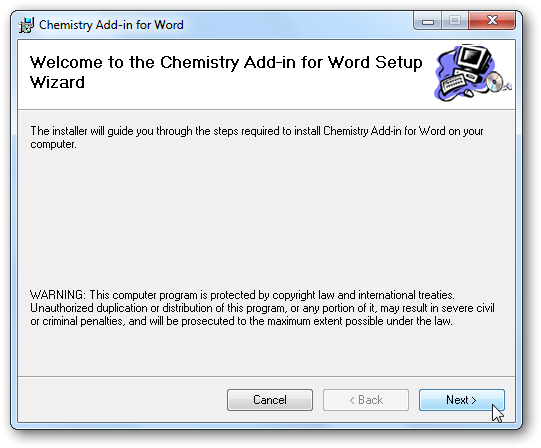 Chemistry Add-in for Word
Welcome to the Chemistry Add-in for Word Setup
Wizard
The installer will guide you through the steps required to install Chemistry Add-in for Word on your
computer.
WARNING: This computer program is protected by copyright law and international treaties.
Unauthorized duplication or distribution of this program, or any portion of it, may result in severe civil
or criminal penalties, and will be prosecuted to the maximum extent possible under the law.
Cancel
< Back
Next >